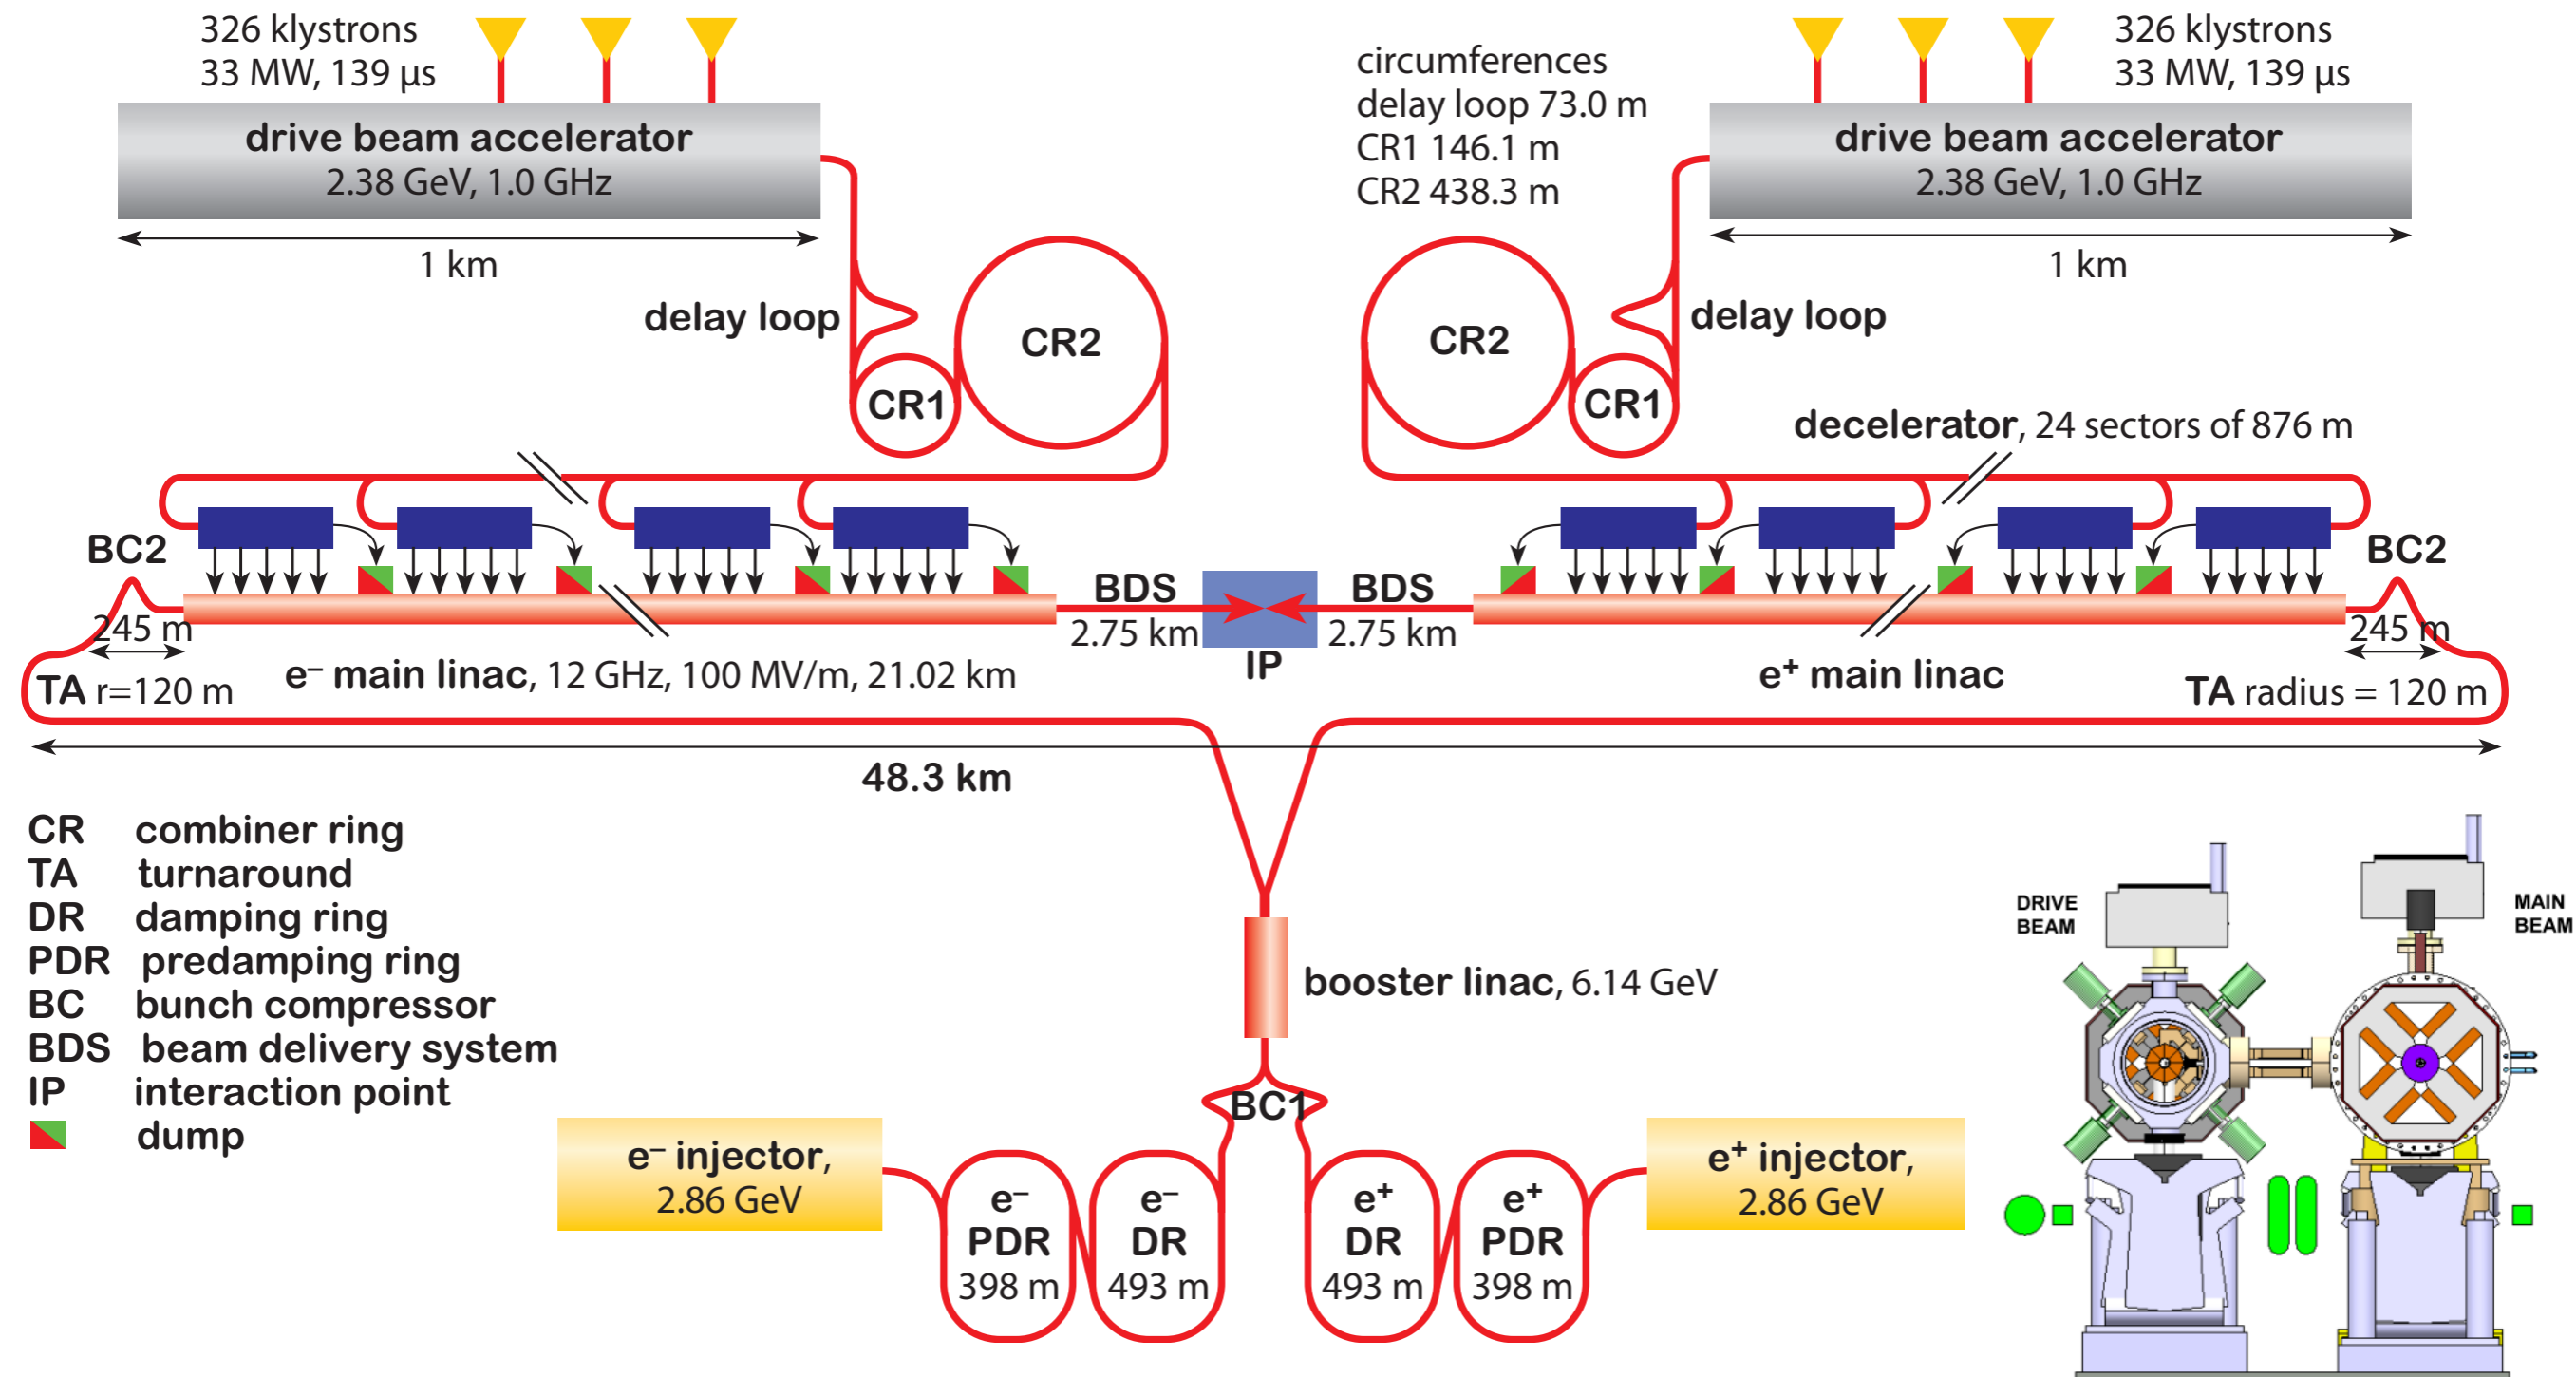 326 klystrons
33 MW, 139 µs
drive beam accelerator
2.38 GeV, 1.0 GHz
1 km
delay loop
CR1
CR2
circumferences
delay loop 73.0 m
CR1 146.1 m
CR2 438.3 m
326 klystrons
33 MW, 139 µs
drive beam accelerator
2.38 GeV, 1.0 GHz
1 km
CR2
CR1
delay loop
decelerator, 24 sectors of 876 m
BC2
245 m
TA r=120 m
e– main linac, 12 GHz, 100 MV/m, 21.02 km
BDS
2.75 km
IP
BDS
2.75 km
e+ main linac
BC2
245 m
TA radius = 120 m
48.3 km
CR combiner ring
TA turnaround
DR damping ring
PDR predamping ring
BC bunch compressor
BDS beam delivery system
IP interaction point
dump
booster linac, 6.14 GeV
BC1
e– injector,
2.86 GeV
e–
PDR
398 m
e–
DR
493 m
e+
DR
493 m
e+
PDR
398 m
e+ injector,
2.86 GeV
DRIVE
BEAM
MAIN
BEAM